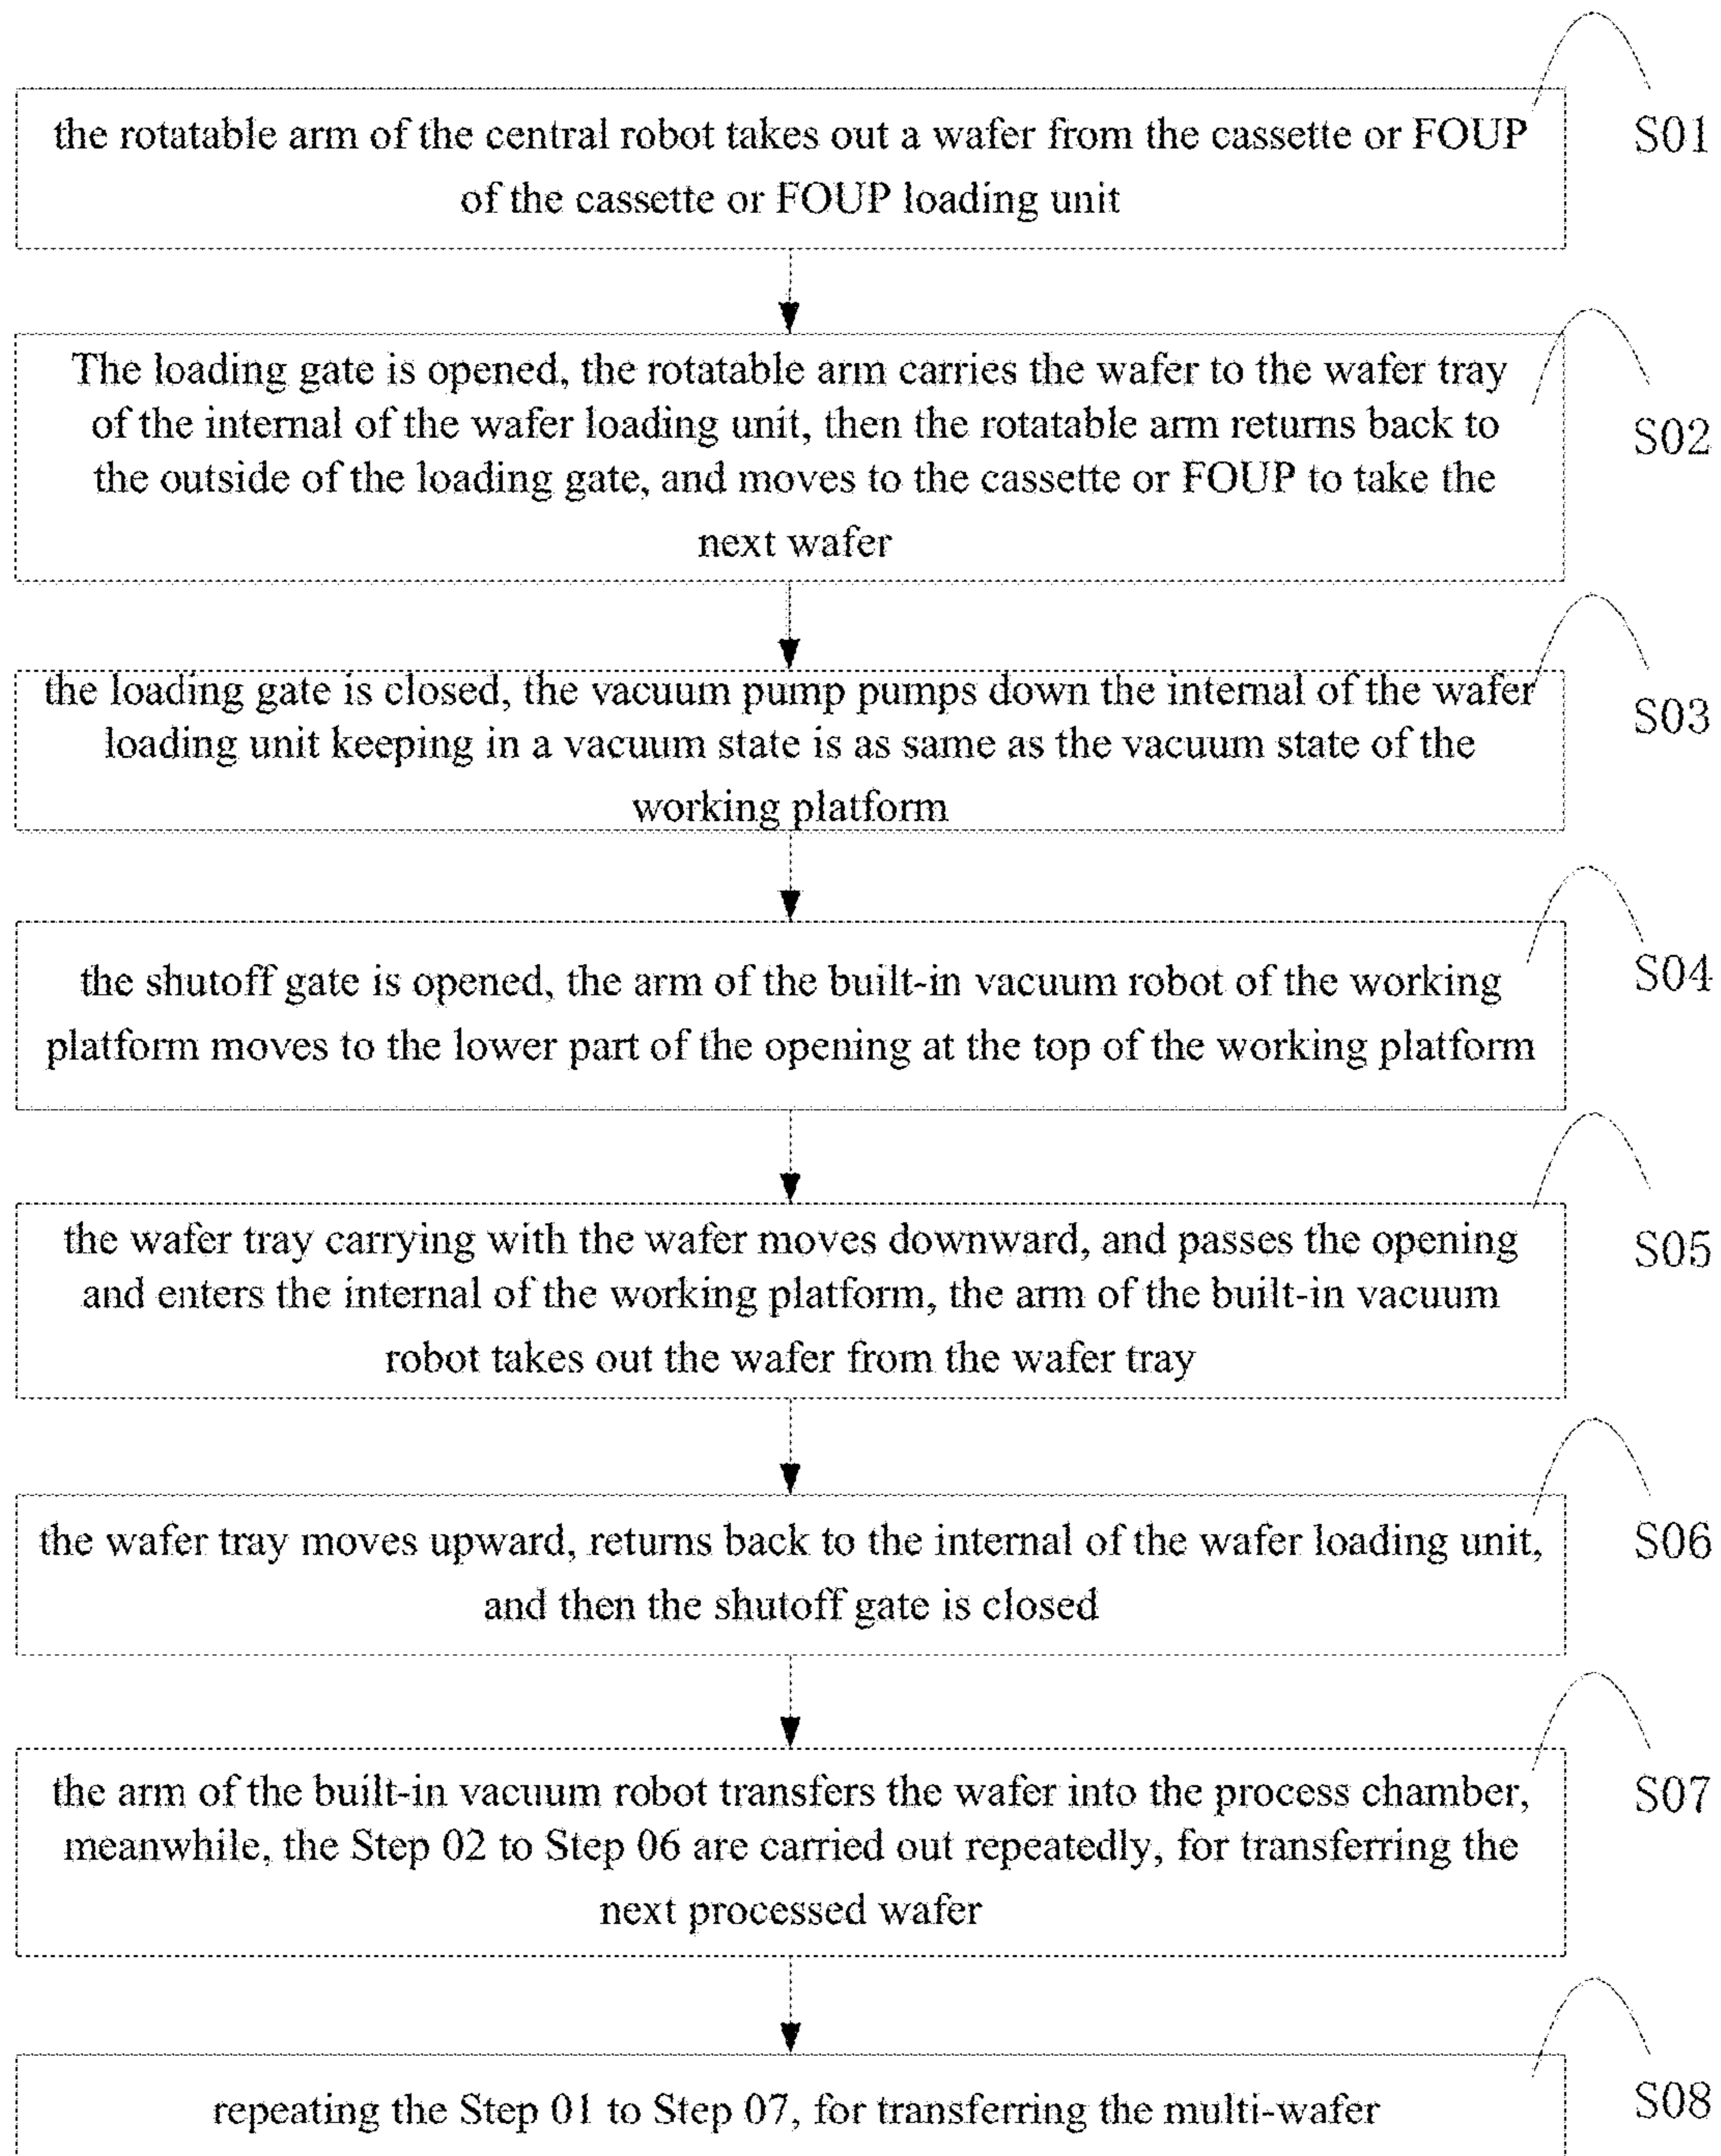 the rotatable arm of the central robot takes out a wafer from the cassette or FOUP
of the cassette or FOUP loading unit
S01
The loading gate is opened, the rotatable arm carries the wafer to the wafer tray
of the internal of the wafer loading unit, then the rotatable arm returns back to
the outside of the loading gate, and moves to the cassette or FOUP to take the
next wafer
S02
the loading gate is closed, the vacuum pump pumps down the internal of the wafer
loading unit keeping in a vacuum state is as same as the vacuum state of the
working platform
S03
the shutoff gate is opened, the arm of the built-in vacuum robot of the working
platform moves to the lower part of the opening at the top of the working platform
S04
the wafer tray carrying with the wafer moves downward, and passes the opening
and enters the internal of the working platform, the arm of the built-in vacuum
robot takes out the wafer from the wafer tray
S05
the wafer tray moves upward, returns back to the internal of the wafer loading unit,
and then the shutoff gate is closed
S06
the arm of the built-in vacuum robot transfers the wafer into the process chamber,
meanwhile, the Step 02 to Step 06 are carried out repeatedly, for transferring the
next processed wafer
S07
repeating the Step 01 to Step 07, for transferring the multi-wafer
S08